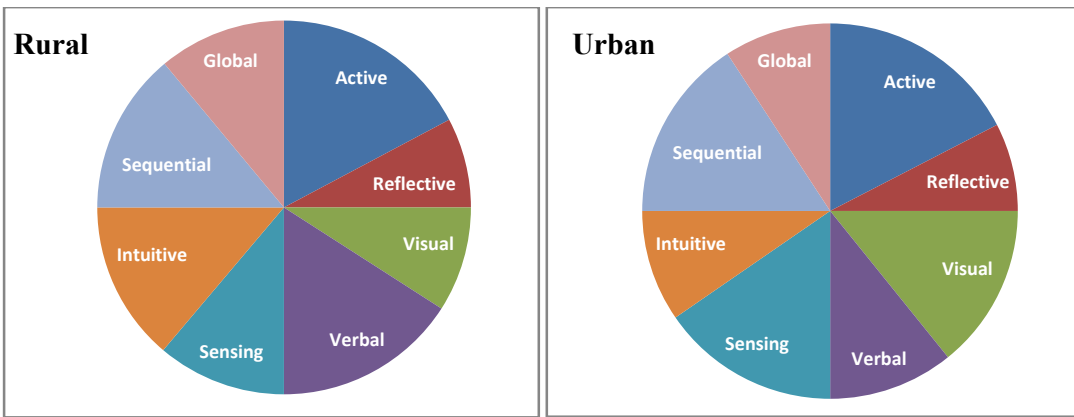 Rural
Global
Active
Sequential
Reflective
Intuitive
Visual
Sensing
Verbal
Urban
Global
Active
Sequential
Reflective
Intuitive
Visual
Sensing
Verbal